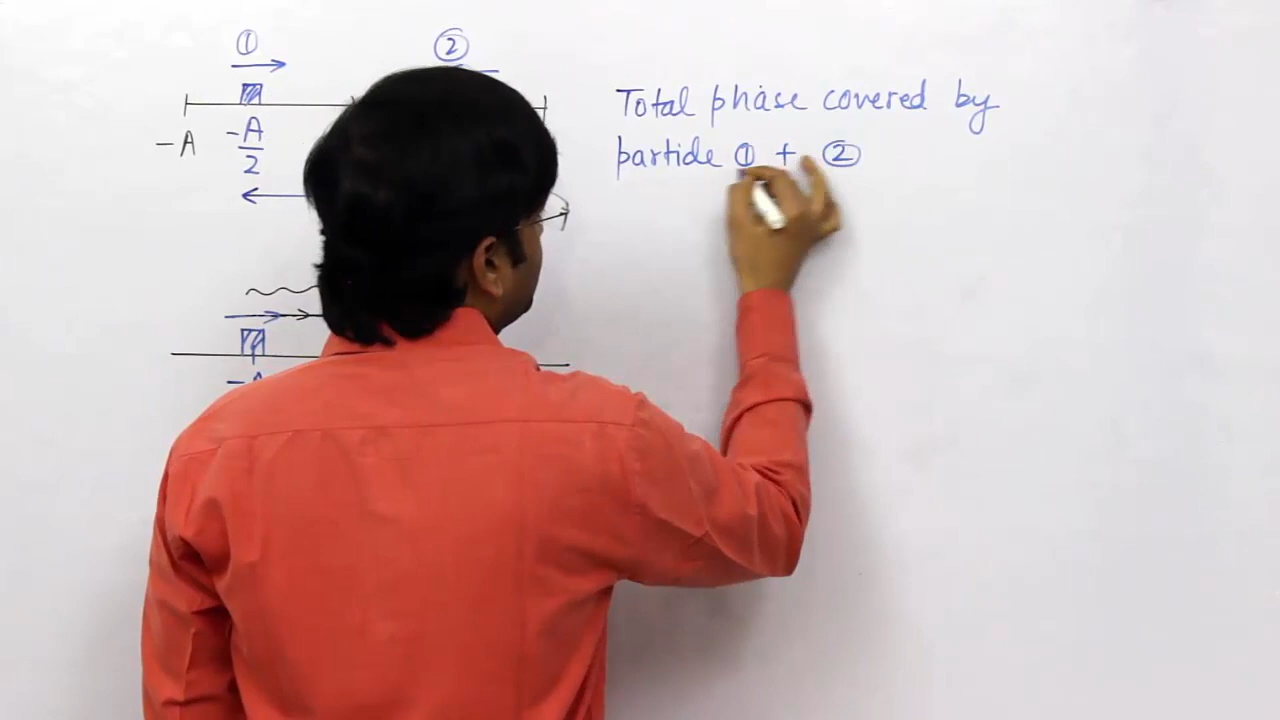 ① ②
-A -A/2
Total phase covered by
particle ① + ②